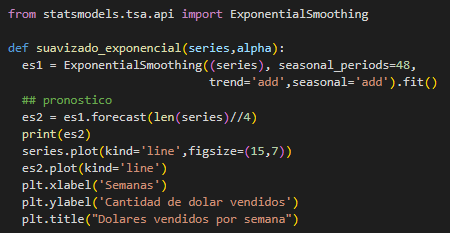 from statsmodels.tsa.api import ExponentialSmoothing
def suavizado_exponencial(series,alpha):
es1 = ExponentialSmoothing((series), seasonal_periods=48,
trend='add',seasonal='add').fit()
## pronostico
es2 = es1.forecast(len(series)//4)
print(es2)
series.plot(kind='line',figsize=(15,7))
es2.plot(kind='line')
plt.xlabel('Semanas')
plt.ylabel('Cantidad de dolar vendidos')
plt.title("Dolares vendidos por semana")